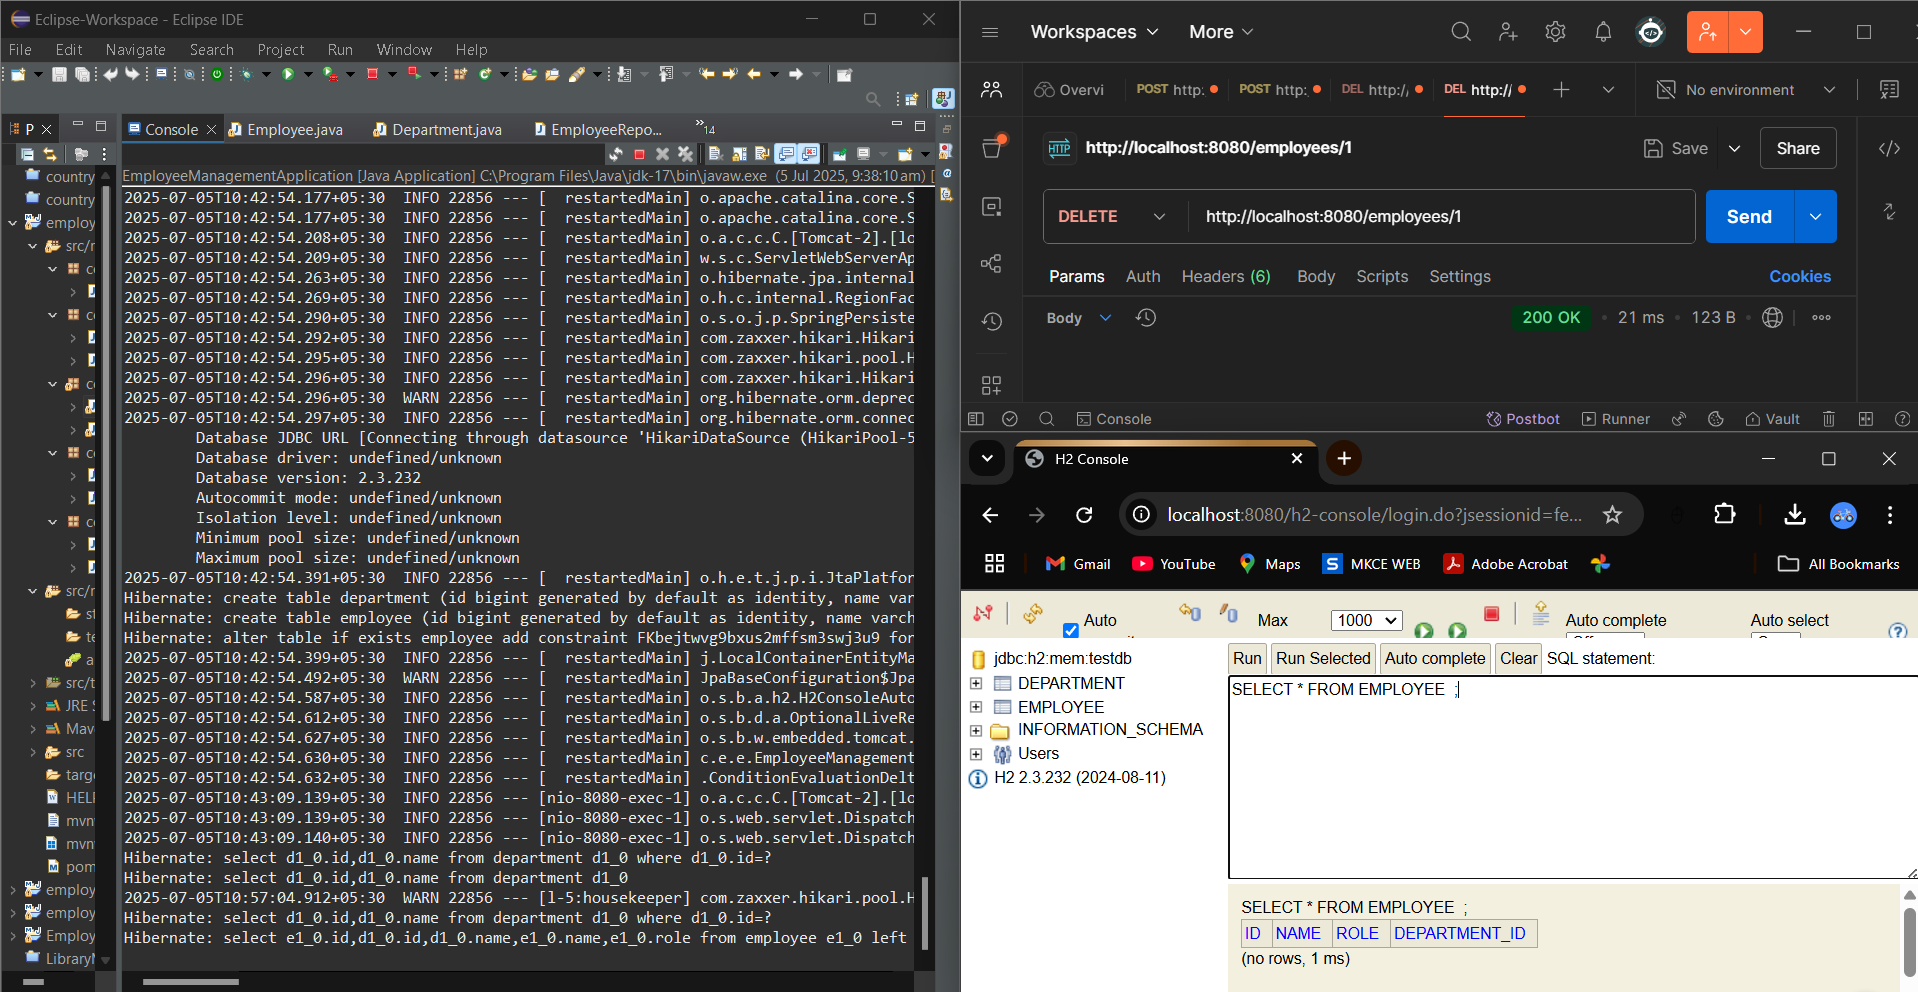 Eclipse-Workspace - Eclipse IDE
File Edit Navigate Search Project Run Window Help
P
Console
Employee.java
Department.java
EmployeeRepo...
14
EmployeeManagementApplication [Java Application] C:\Program Files\Java\jdk-17\bin\javaw.exe (5 Jul 2025, 9:38:10 am) [
country
country
employ
src/r
src/t
JRE S
Mav
src
targ
HELF
mvn
mvn
pom
employ
employ
Employ
LibraryM
2025-07-05T10:42:54.177+05:30 INFO 22856 --- [ restartedMain] o.apache.catalina.core.S
2025-07-05T10:42:54.177+05:30 INFO 22856 --- [ restartedMain] o.apache.catalina.core.S
2025-07-05T10:42:54.208+05:30 INFO 22856 --- [ restartedMain] o.a.c.c.C.[Tomcat-2].[lo
2025-07-05T10:42:54.209+05:30 INFO 22856 --- [ restartedMain] w.s.c.ServletWebServerAp
2025-07-05T10:42:54.263+05:30 INFO 22856 --- [ restartedMain] o.hibernate.jpa.internal
2025-07-05T10:42:54.269+05:30 INFO 22856 --- [ restartedMain] o.h.c.internal.RegionFac
2025-07-05T10:42:54.290+05:30 INFO 22856 --- [ restartedMain] o.s.o.j.p.SpringPersiste
2025-07-05T10:42:54.292+05:30 INFO 22856 --- [ restartedMain] com.zaxxer.hikari.Hikari
2025-07-05T10:42:54.295+05:30 INFO 22856 --- [ restartedMain] com.zaxxer.hikari.pool.H
2025-07-05T10:42:54.296+05:30 INFO 22856 --- [ restartedMain] com.zaxxer.hikari.Hikari
2025-07-05T10:42:54.296+05:30 WARN 22856 --- [ restartedMain] org.hibernate.orm.deprec
2025-07-05T10:42:54.297+05:30 INFO 22856 --- [ restartedMain] org.hibernate.orm.connec
Database JDBC URL [Connecting through datasource 'HikariDataSource (HikariPool-5
Database driver: undefined/unknown
Database version: 2.3.232
Autocommit mode: undefined/unknown
Isolation level: undefined/unknown
Minimum pool size: undefined/unknown
Maximum pool size: undefined/unknown
2025-07-05T10:42:54.391+05:30 INFO 22856 --- [ restartedMain] o.h.e.t.j.p.i.JtaPlatfor
Hibernate: create table department (id bigint generated by default as identity, name var
Hibernate: create table employee (id bigint generated by default as identity, name varch
Hibernate: alter table if exists employee add constraint FKbejtwvg9bxus2mffsm3swj3u9 for
2025-07-05T10:42:54.399+05:30 INFO 22856 --- [ restartedMain] j.LocalContainerEntityMa
2025-07-05T10:42:54.492+05:30 WARN 22856 --- [ restartedMain] JpaBaseConfiguration$Jpa
2025-07-05T10:42:54.587+05:30 INFO 22856 --- [ restartedMain] o.s.b.a.h2.H2ConsoleAuto
2025-07-05T10:42:54.612+05:30 INFO 22856 --- [ restartedMain] o.s.b.d.a.OptionalLiveRe
2025-07-05T10:42:54.627+05:30 INFO 22856 --- [ restartedMain] o.s.b.w.embedded.tomcat.
2025-07-05T10:42:54.630+05:30 INFO 22856 --- [ restartedMain] c.e.e.EmployeeManagement
2025-07-05T10:42:54.632+05:30 INFO 22856 --- [ restartedMain] .ConditionEvaluationDelt
2025-07-05T10:43:09.139+05:30 INFO 22856 --- [nio-8080-exec-1] o.a.c.c.C.[Tomcat-2].[lo
2025-07-05T10:43:09.139+05:30 INFO 22856 --- [nio-8080-exec-1] o.s.web.servlet.Dispatch
2025-07-05T10:43:09.140+05:30 INFO 22856 --- [nio-8080-exec-1] o.s.web.servlet.Dispatch
Hibernate: select d1_0.id,d1_0.name from department d1_0 where d1_0.id=?
Hibernate: select d1_0.id,d1_0.name from department d1_0
2025-07-05T10:57:04.912+05:30 WARN 22856 --- [l-5:housekeeper] com.zaxxer.hikari.pool.H
Hibernate: select d1_0.id,d1_0.name from department d1_0 where d1_0.id=?
Hibernate: select e1_0.id,d1_0.id,d1_0.name,e1_0.name,e1_0.role from employee e1_0 left
Workspaces More
Overvi POST http: POST http: DEL http:/ DEL http:/ No environment
HTTP http://localhost:8080/employees/1 Save Share
DELETE http://localhost:8080/employees/1 Send
Params Auth Headers (6) Body Scripts Settings Cookies
Body 200 OK 21 ms 123 B
Console Postbot Runner Vault
H2 Console
localhost:8080/h2-console/login.do?jsessionid=fe...
Gmail YouTube Maps MKCE WEB Adobe Acrobat All Bookmarks
Auto Max 1000 Auto complete Auto select
jdbc:h2:mem:testdb
DEPARTMENT
EMPLOYEE
INFORMATION_SCHEMA
Users
H2 2.3.232 (2024-08-11)
Run Run Selected Auto complete Clear SQL statement:
SELECT * FROM EMPLOYEE ;
SELECT * FROM EMPLOYEE ;
ID NAME ROLE DEPARTMENT_ID
(no rows, 1 ms)